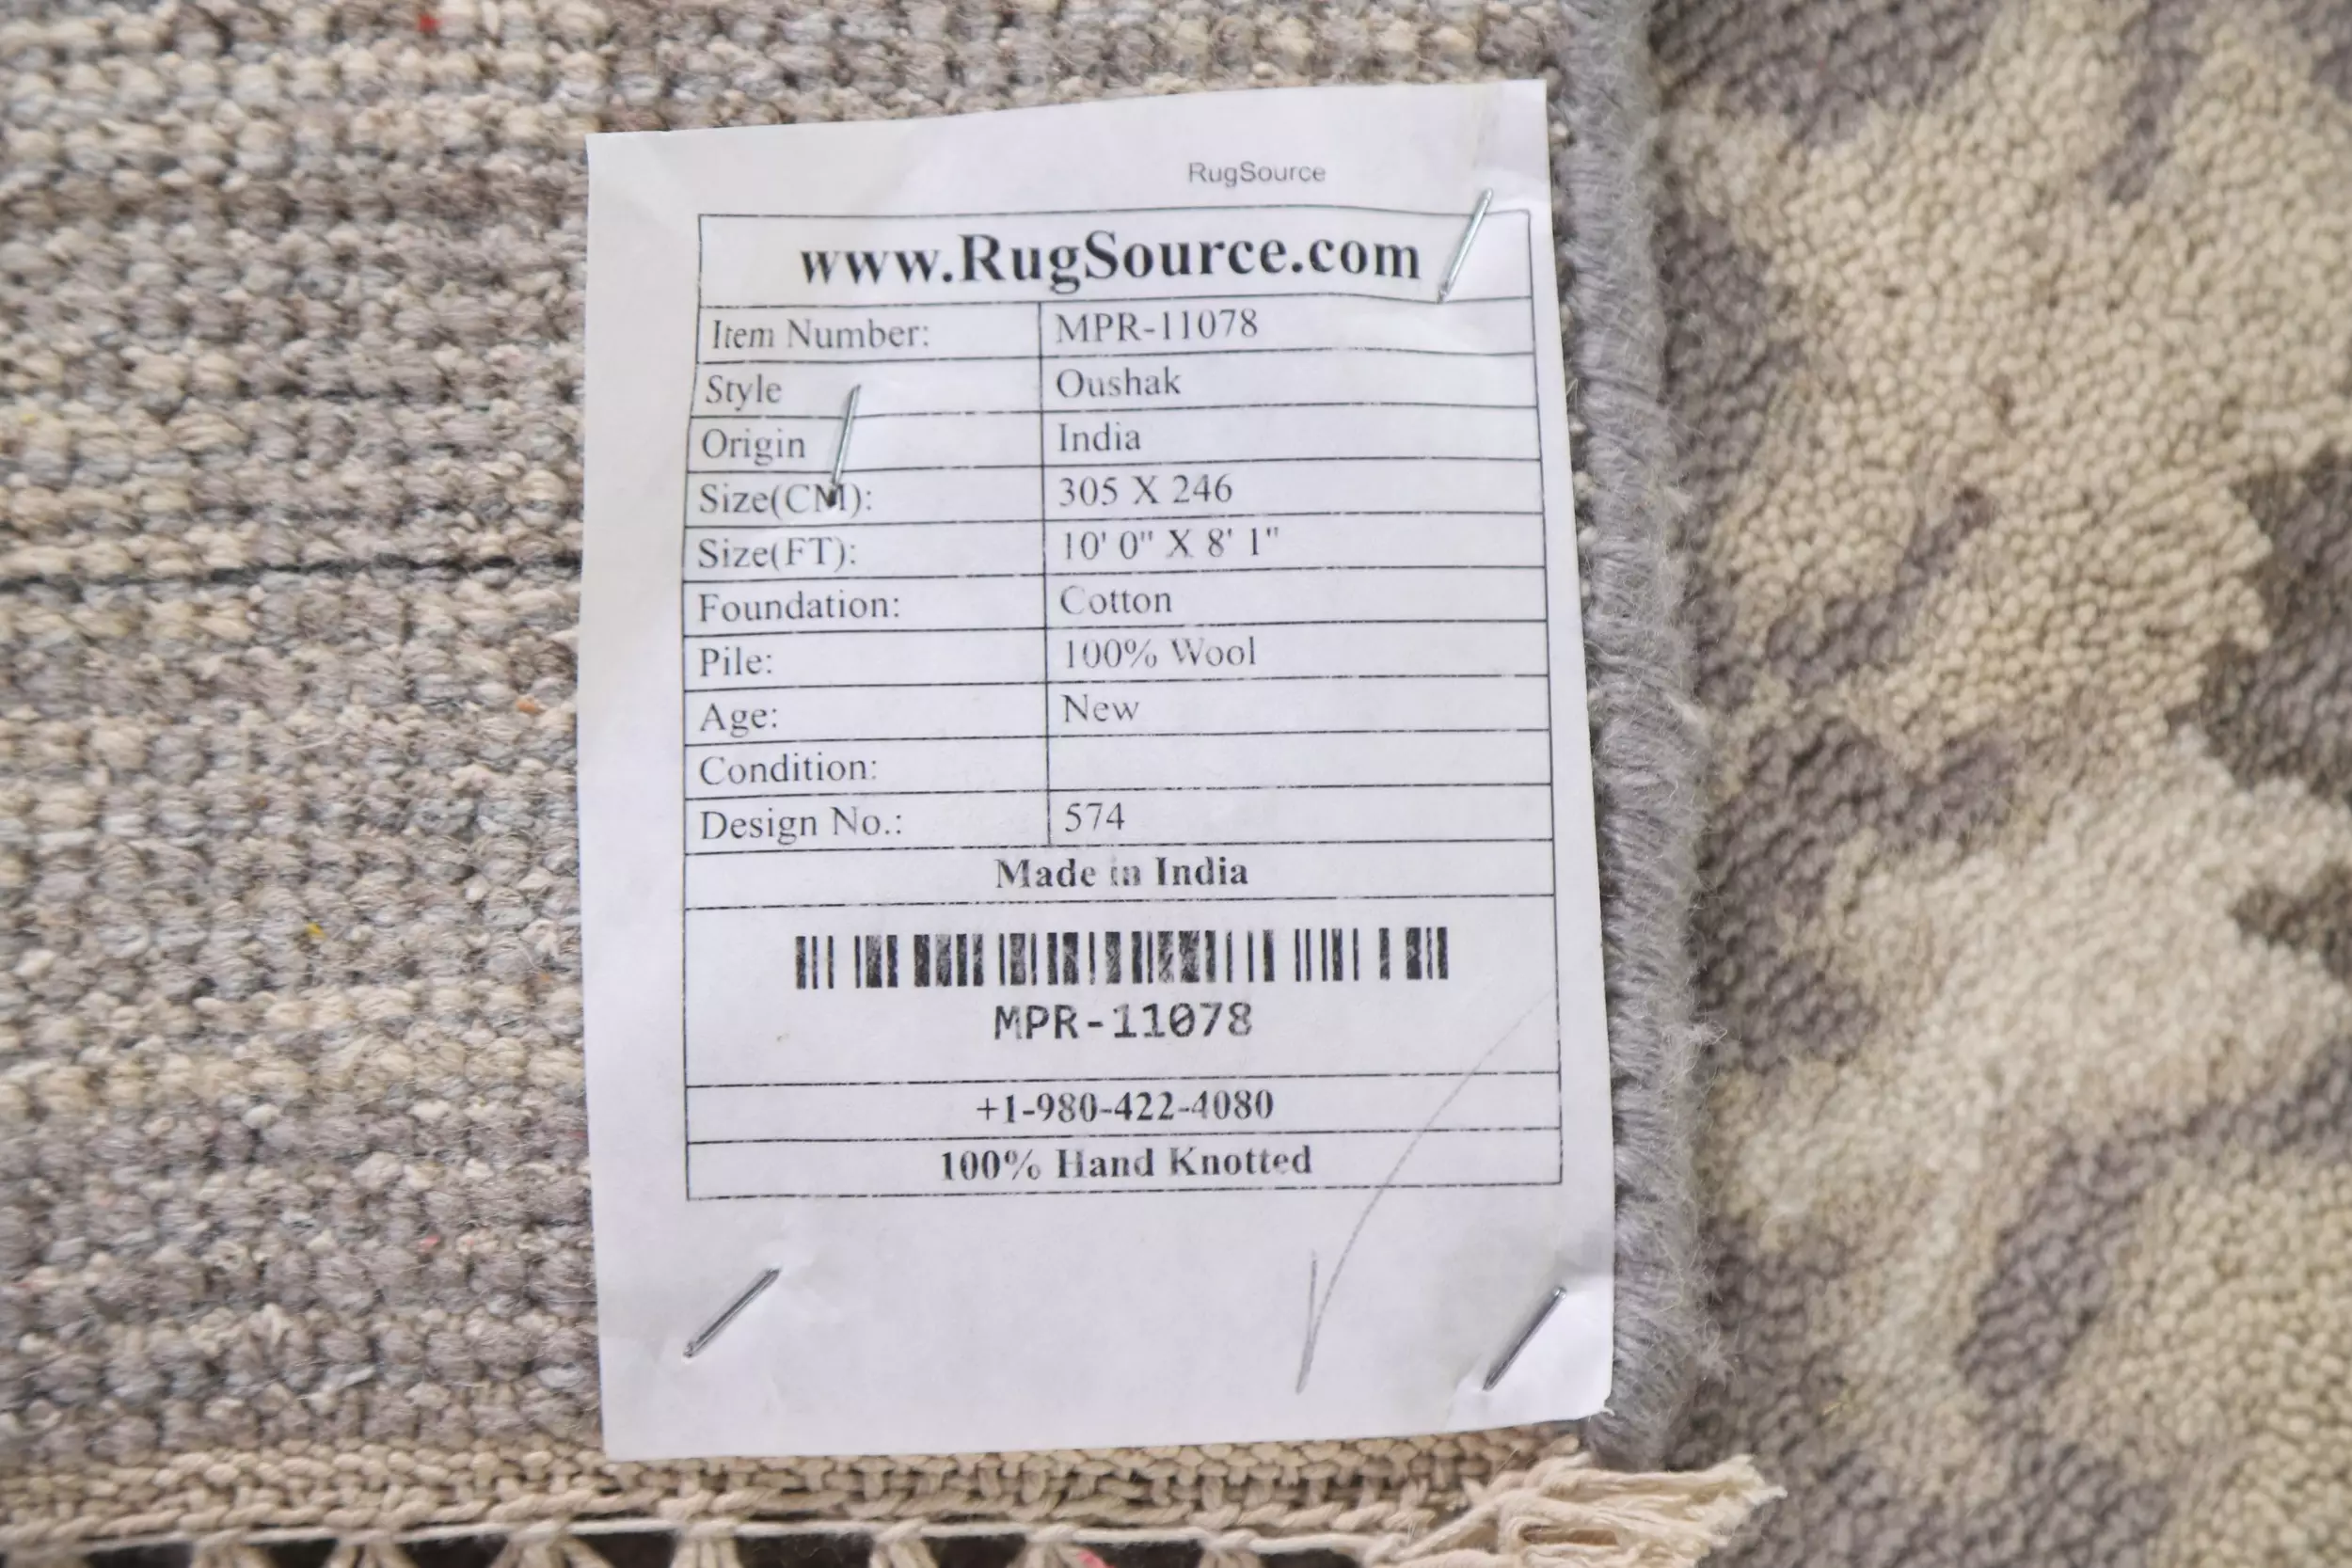 RugSource
www.RugSource.com
Item Number: MPR-11078
Style Oushak
Origin India
Size(CM): 305 X 246
Size(FT): 10' 0" X 8' 1"
Foundation: Cotton
Pile: 100% Wool
Age: New
Condition:
Design No.: 574
Made in India
MPR-11078
+1-980-422-4080
100% Hand Knotted